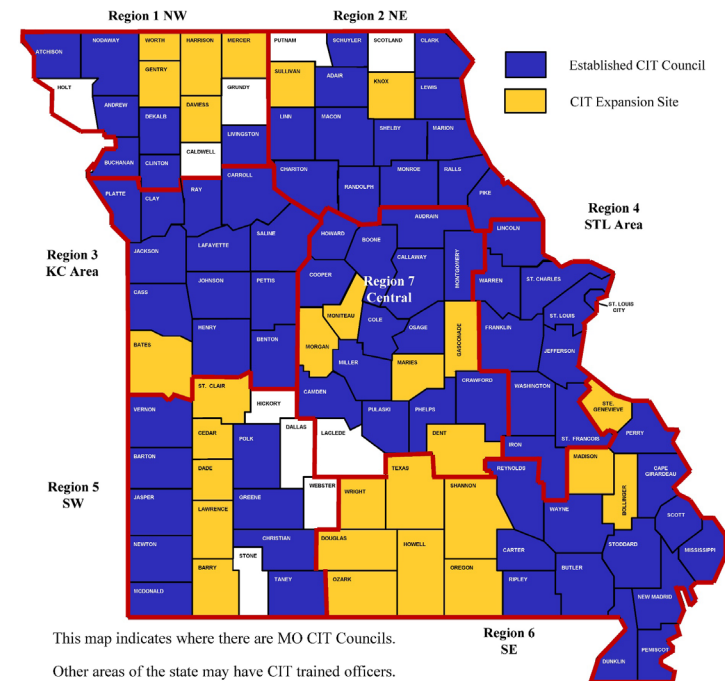 Region 1 NW
Region 2 NE
ATCHISON
NODAWAY
WORTH
HARRISON
MERCER
PUTNAM
SCHUYLER
SCOTLAND
CLARK
HOLT
GENTRY
SULLIVAN
ADAIR
KNOX
LEWIS
ANDREW
DEKALB
DAVIESS
GRUNDY
LINN
MACON
SHELBY
MARION
BUCHANAN
CLINTON
CALDWELL
LIVINGSTON
CHARITON
RANDOLPH
MONROE
RALLS
PIKE
Established CIT Council
CIT Expansion Site
PLATTE
CLAY
RAY
CARROLL
Region 3
KC Area
JACKSON
LAFAYETTE
SALINE
CASS
JOHNSON
PETTIS
BATES
HENRY
BENTON
HOWARD
BOONE
AUDRAIN
COOPER
CALLAWAY
MONTGOMERY
Region 7
Central
MONITEAU
COLE
OSAGE
GASCONADE
MORGAN
MILLER
MARIES
CAMDEN
PULASKI
PHELPS
CRAWFORD
LACLEDE
DENT
Region 4
STL Area
LINCOLN
WARREN
ST. CHARLES
ST. LOUIS
CITY
ST. LOUIS
FRANKLIN
JEFFERSON
WASHINGTON
STE.
GENEVIEVE
ST. FRANCOIS
IRON
PERRY
Region 5
SW
VERNON
ST. CLAIR
HICKORY
CEDAR
POLK
DALLAS
BARTON
DADE
JASPER
GREENE
WEBSTER
LAWRENCE
NEWTON
CHRISTIAN
STONE
MCDONALD
BARRY
TANEY
WRIGHT
TEXAS
SHANNON
REYNOLDS
MADISON
BOLLINGER
CAPE
GIRARDEAU
WAYNE
SCOTT
DOUGLAS
HOWELL
CARTER
STODDARD
MISSISSIPPI
OZARK
OREGON
RIPLEY
BUTLER
NEW MADRID
DUNKLIN
PEMISCOT
Region 6
SE
This map indicates where there are MO CIT Councils.
Other areas of the state may have CIT trained officers.